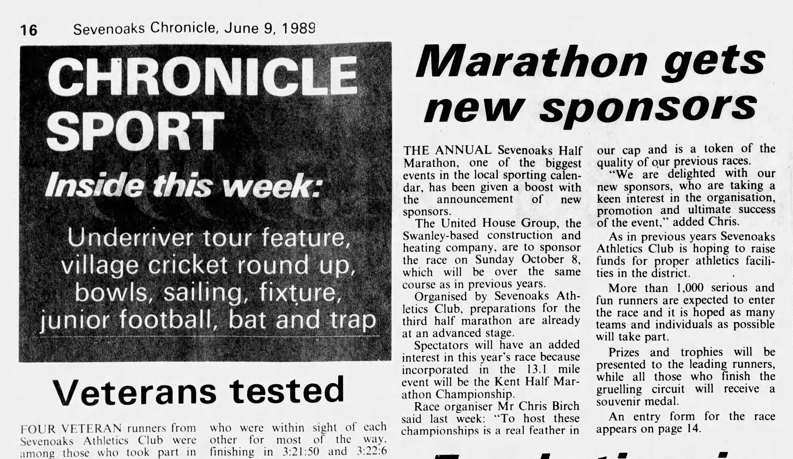 16 Sevenoaks Chronicle, June 9, 1989
CHRONICLE
SPORT
Inside this week:
Underriver tour feature,
village cricket round up,
bowls, sailing, fixture,
junior football, bat and trap
Veterans tested
FOUR VETERAN runners from
Sevenoaks Athletics Club were
among those who took part in
who were within sight of each
other for most of the way,
finishing in 3:21:50 and 3:22:6
Marathon gets
new sponsors
THE ANNUAL Sevenoaks Half
Marathon, one of the biggest
events in the local sporting calen-
dar, has been given a boost with
the announcement of new
sponsors.
The United House Group, the
Swanley-based construction and
heating company, are to sponsor
the race on Sunday October 8,
which will be over the same
course as in previous years.
Organised by Sevenoaks Ath-
letics Club, preparations for the
third half marathon are already
at an advanced stage.
Spectators will have an added
interest in this year's race because
incorporated in the 13.1 mile
event will be the Kent Half Mar-
athon Championship.
Race organiser Mr Chris Birch
said last week: "To host these
championships is a real feather in
our cap and is a token of the
quality of our previous races.
"We are delighted with our
new sponsors, who are taking a
keen interest in the organisation,
promotion and ultimate success
of the event," added Chris.
As in previous years Sevenoaks
Athletics Club is hoping to raise
funds for proper athletics facili-
ties in the district.
More than 1,000 serious and
fun runners are expected to enter
the race and it is hoped as many
teams and individuals as possible
will take part.
Prizes and trophies will be
presented to the leading runners,
while all those who finish the
gruelling circuit will receive a
souvenir medal.
An entry form for the race
appears on page 14.